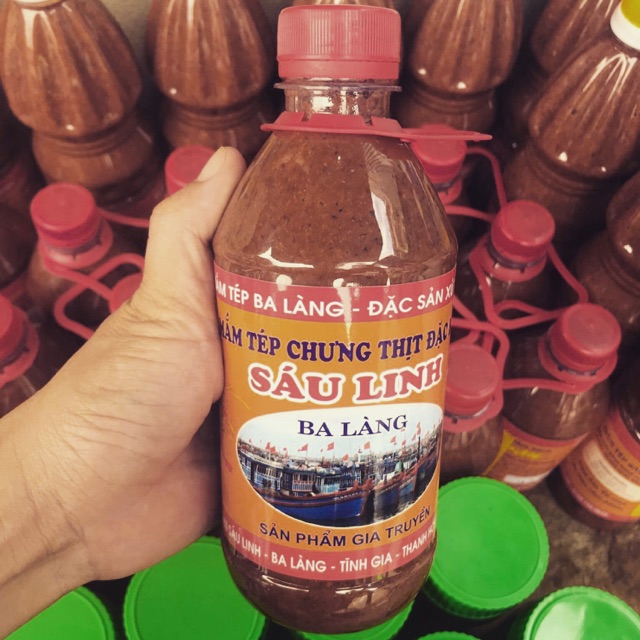 MẮM TÉP BA LÀNG - ĐẶC SẢN
MẮM TÉP CHƯNG THỊT ĐẶC
SÁU LINH
BA LÀNG
SẢN PHẨM GIA TRUYỀN
SÁU LINH - BA LÀNG - TĨNH GIA - THANH